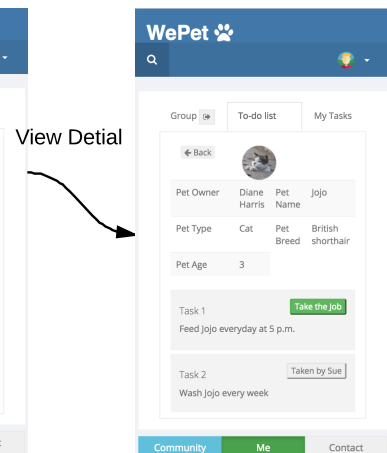 WePet
View Detial
Group To-do list My Tasks
Back
Pet Owner Diane Harris Pet Name Jojo
Pet Type Cat Pet Breed British shorthair
Pet Age 3
Task 1 Take the Job
Feed Jojo everyday at 5 p.m.
Task 2 Taken by Sue
Wash Jojo every week
Community Me Contact